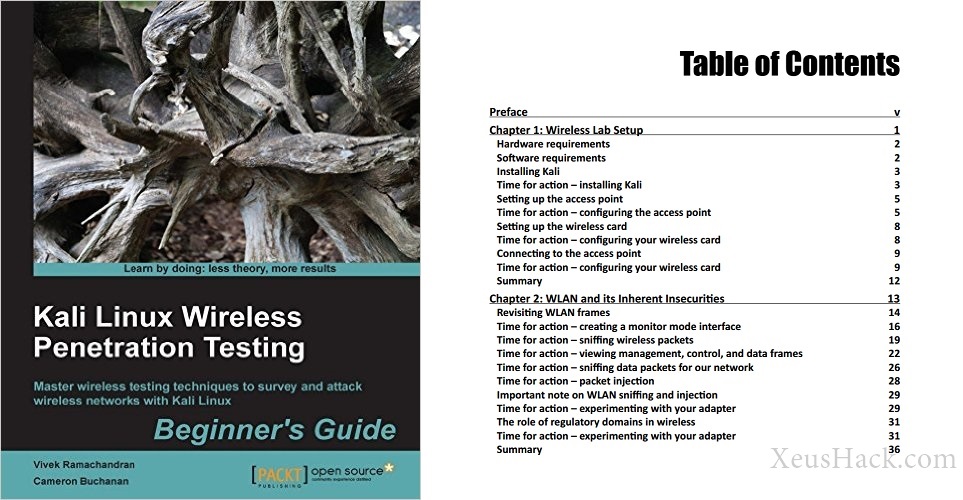 Learn by doing: less theory, more results
Kali Linux Wireless
Penetration Testing
Master wireless testing techniques to survey and attack
wireless networks with Kali Linux
Beginner's Guide
Vivek Ramachandran
Cameron Buchanan
[PACKT]
PUBLISHING
open source*
community experience distilled
Table of Contents
Preface v
Chapter 1: Wireless Lab Setup 1
Hardware requirements 2
Software requirements 2
Installing Kali 3
Time for action – installing Kali 3
Setting up the access point 5
Time for action – configuring the access point 5
Setting up the wireless card 8
Time for action – configuring your wireless card 8
Connecting to the access point 9
Time for action – configuring your wireless card 9
Summary 12
Chapter 2: WLAN and its Inherent Insecurities 13
Revisiting WLAN frames 14
Time for action – creating a monitor mode interface 16
Time for action – sniffing wireless packets 19
Time for action – viewing management, control, and data frames 22
Time for action – sniffing data packets for our network 26
Time for action – packet injection 28
Important note on WLAN sniffing and injection 29
Time for action – experimenting with your adapter 29
The role of regulatory domains in wireless 31
Time for action – experimenting with your adapter 31
Summary 36
XeusHack.com